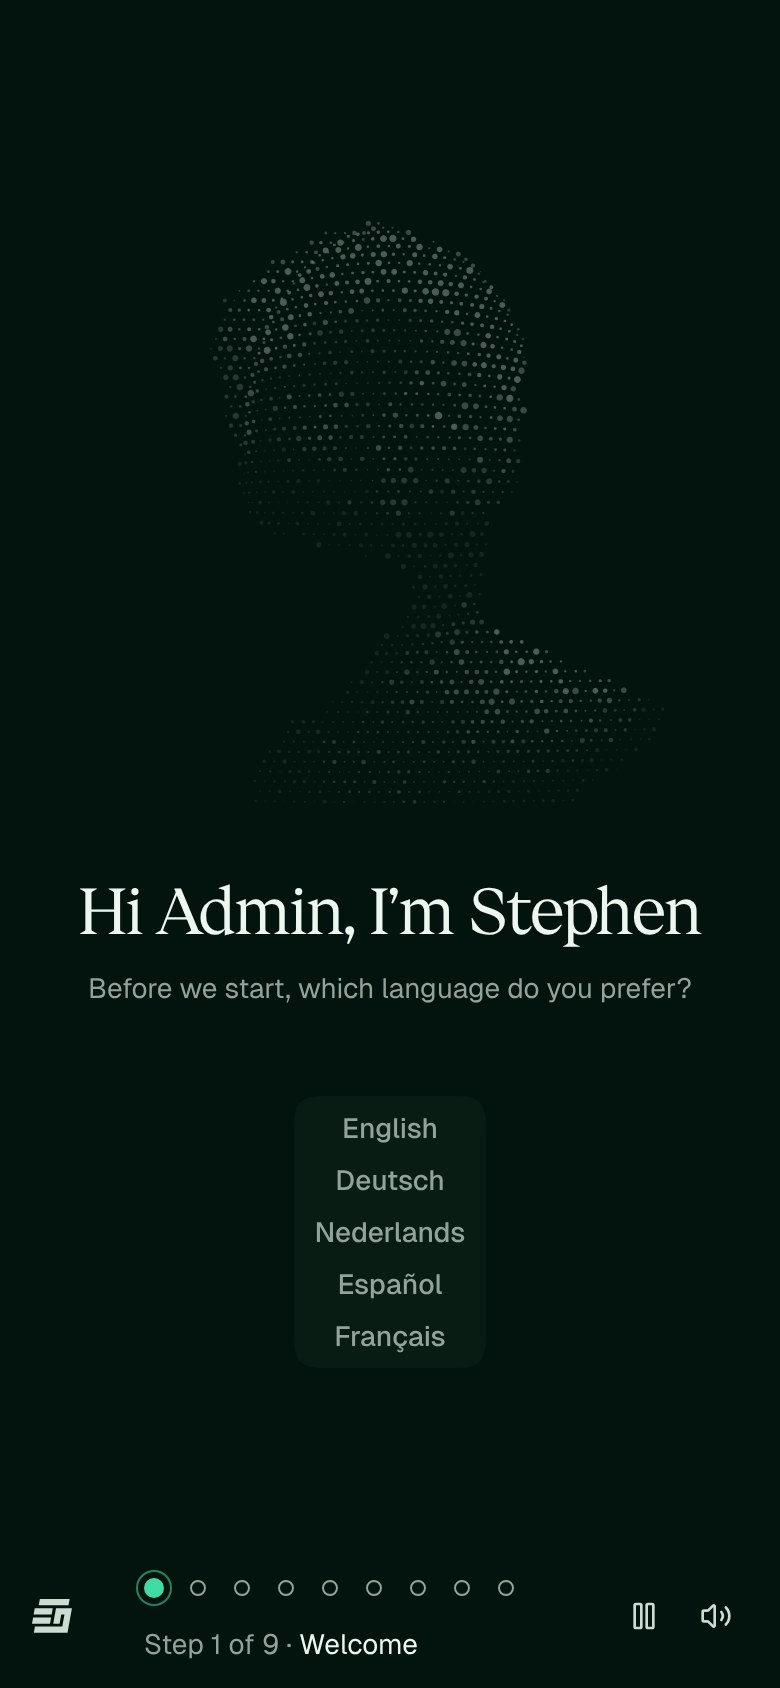 Hi Admin, I'm Stephen
Before we start, which language do you prefer?
English
Deutsch
Nederlands
Español
Français
Step 1 of 9 · Welcome